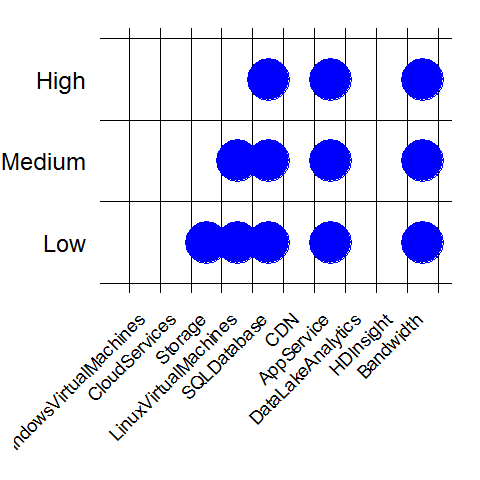 High
Medium
Low
ndowsVirtualMachines
CloudServices
Storage
LinuxVirtualMachines
SQLDatabase
CDN
AppService
DataLakeAnalytics
HDInsight
Bandwidth